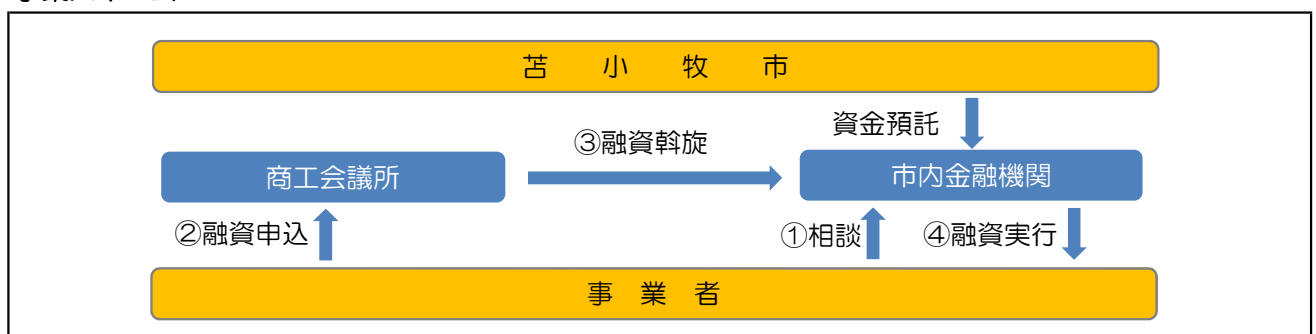 苫小牧市
資金預託
③融資斡旋
商工会議所
市内金融機関
②融資申込
①相談
④融資実行
事業者